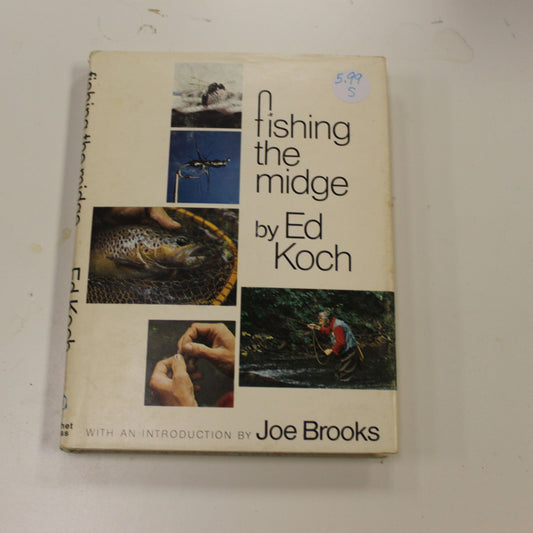 fishing
the
midge
by Ed
Koch
5.99
S
WITH AN INTRODUCTION BY Joe Brooks
fishing the midge
Ed Koch